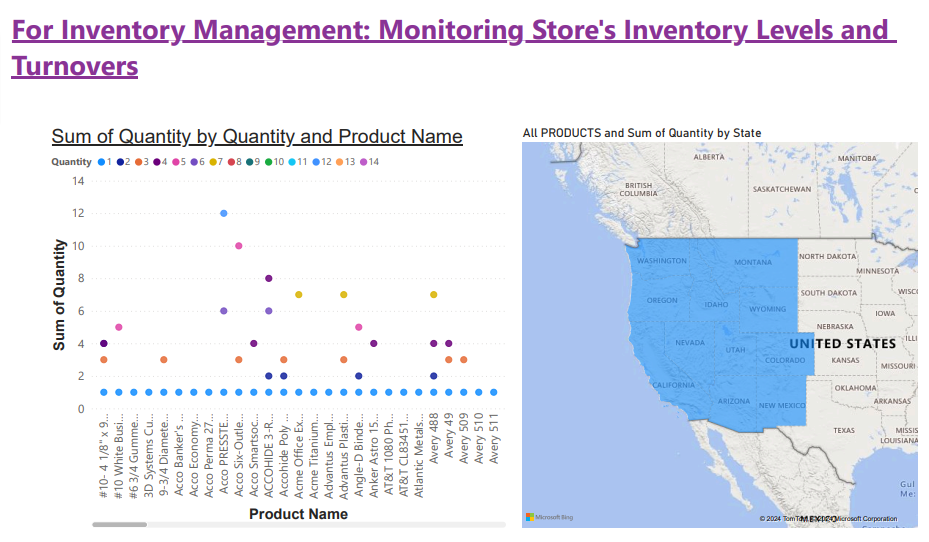 For Inventory Management: Monitoring Store's Inventory Levels and
Turnovers
Sum of Quantity by Quantity and Product Name
Quantity 1 2 3 4 5 6 7 8 9 10 11 12 13 14
14
12
10
8
6
4
2
0
Sum of Quantity
#10- 4 1/8" x 9...
#10 White Busi...
#6 3/4 Gumme...
3D Systems Cu...
9-3/4 Diamete...
Acco Banker's ...
Acco Economy...
Acco Perma 27...
Acco PRESSTE...
Acco Six-Outle...
Acco Smartsoc...
ACCOHIDE 3-R...
Accohide Poly ...
Acme Office Ex...
Acme Titanium...
Advantus Empl...
Advantus Plasti...
Angle-D Binde...
Anker Astro 15...
AT&T 1080 Ph...
AT&T CL83451...
Atlantic Metals...
Avery 488
Avery 49
Avery 509
Avery 510
Avery 511
Product Name
All PRODUCTS and Sum of Quantity by State
ALBERTA
MANITOBA
BRITISH
COLUMBIA
SASKATCHEWAN
WASHINGTON
MONTANA
NORTH DAKOTA
MINNESOTA
OREGON
IDAHO
WYOMING
SOUTH DAKOTA
WISC
IOWA
NEBRASKA
NEVADA
UTAH
UNITED STATES
ILLI
COLORADO
KANSAS
MISSOURI
CALIFORNIA
ARIZONA
NEW MEXICO
OKLAHOMA
ARKANSAS
TEXAS
MISSIS
LOUISIANA
Gul
Me:
MEXICO
Microsoft Bing
© 2024 TomTom, © 2024 Microsoft Corporation